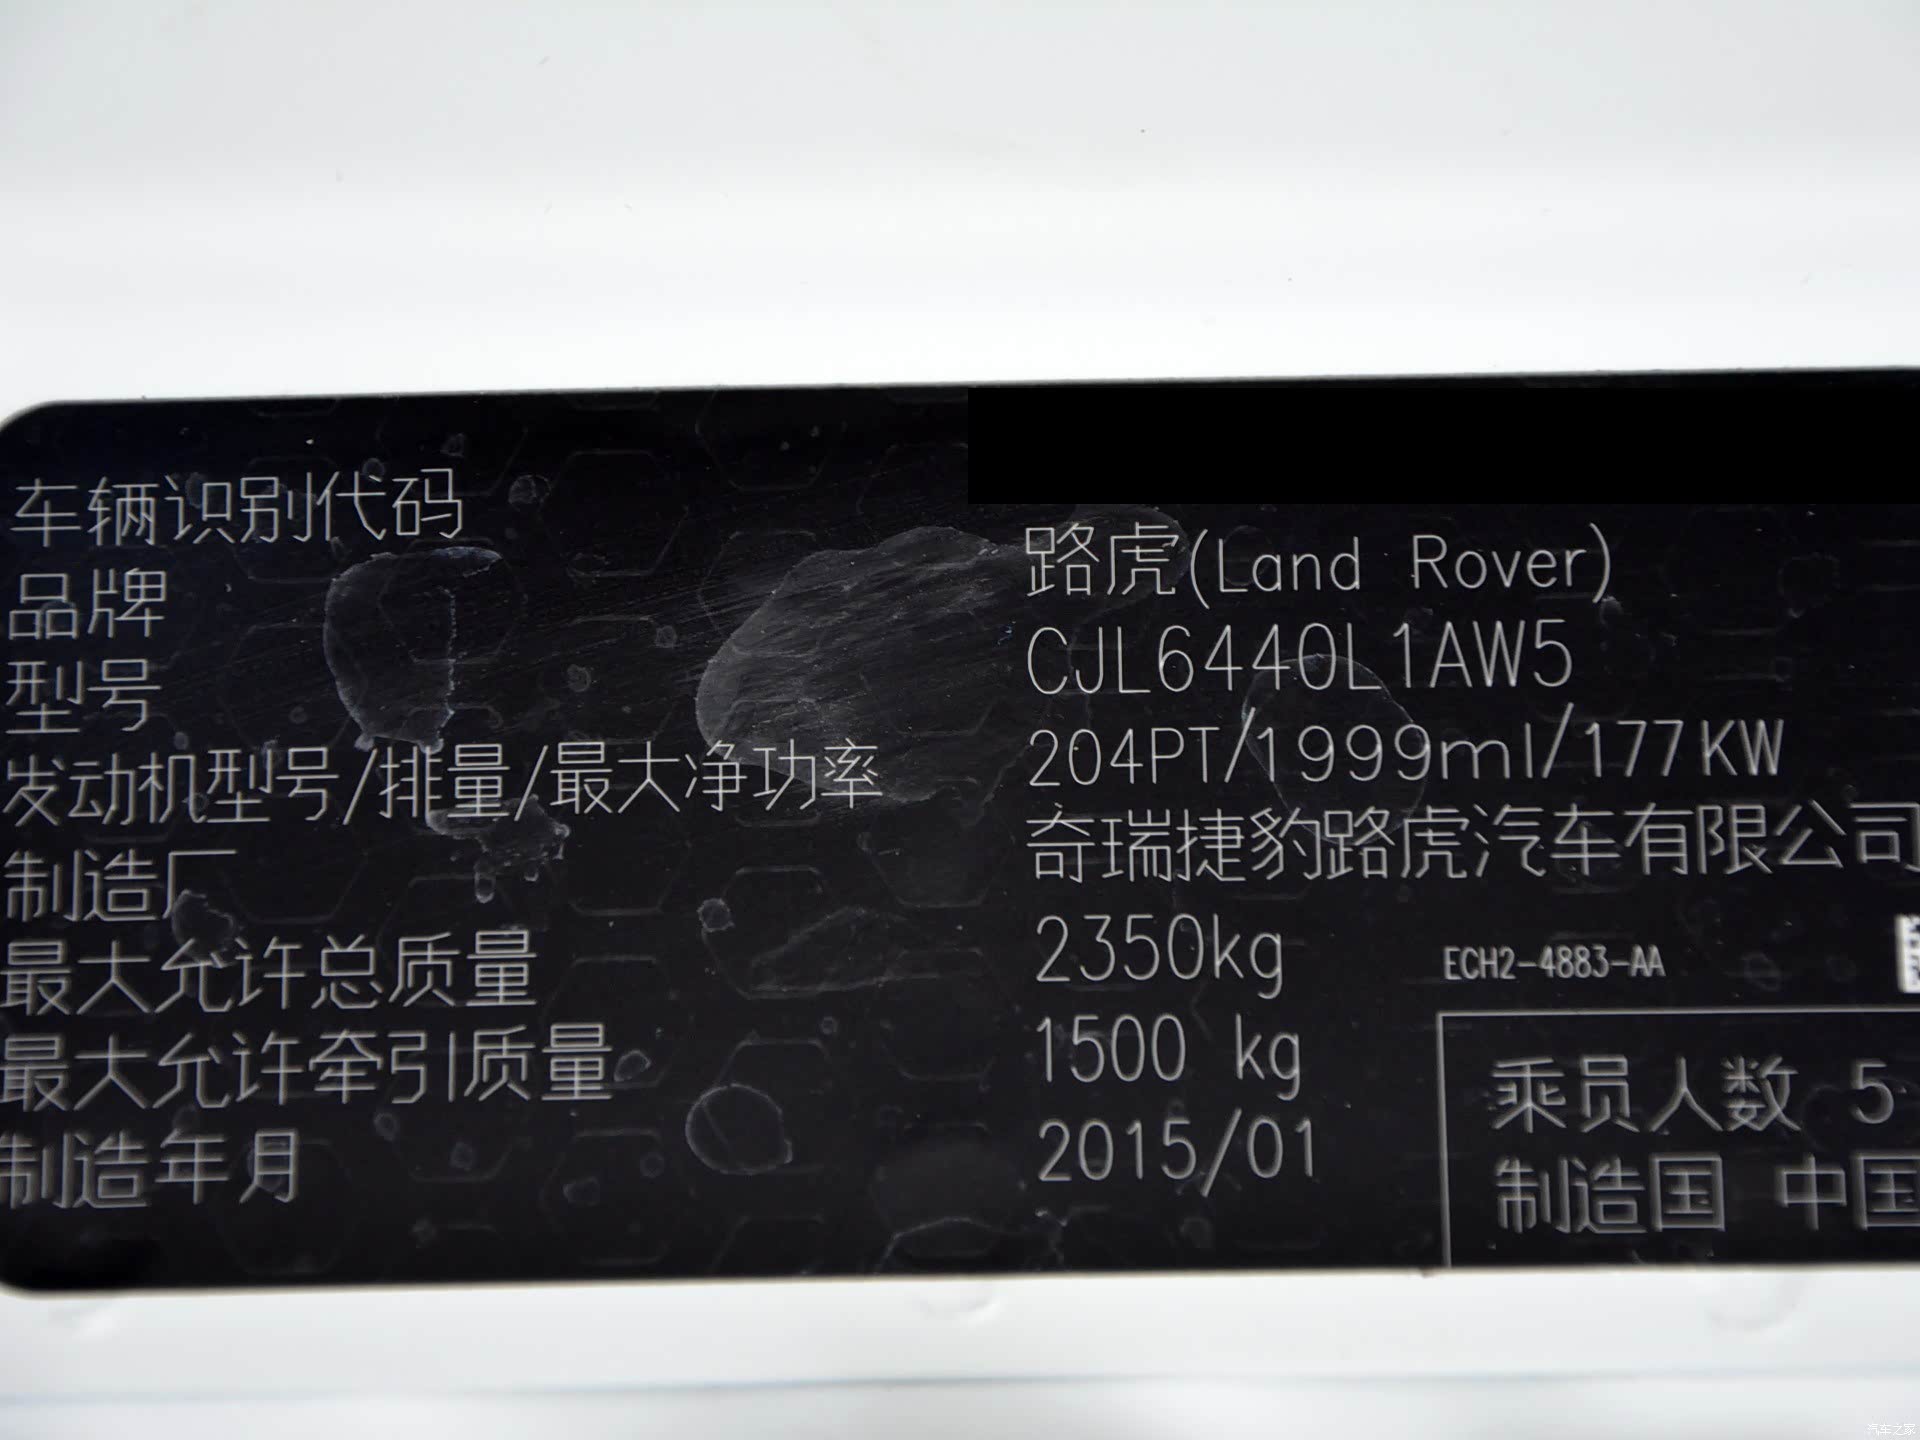 车辆识别代码
品牌 路虎(Land Rover)
型号 CJL6440L1AW5
发动机型号/排量/最大净功率 204PT/1999ml/177KW
制造厂 奇瑞捷豹路虎汽车有限公司
最大允许总质量 2350kg ECH2-4883-AA
最大允许牵引质量 1500 kg
乘员人数 5
制造年月 2015/01
制造国 中国
汽车之家